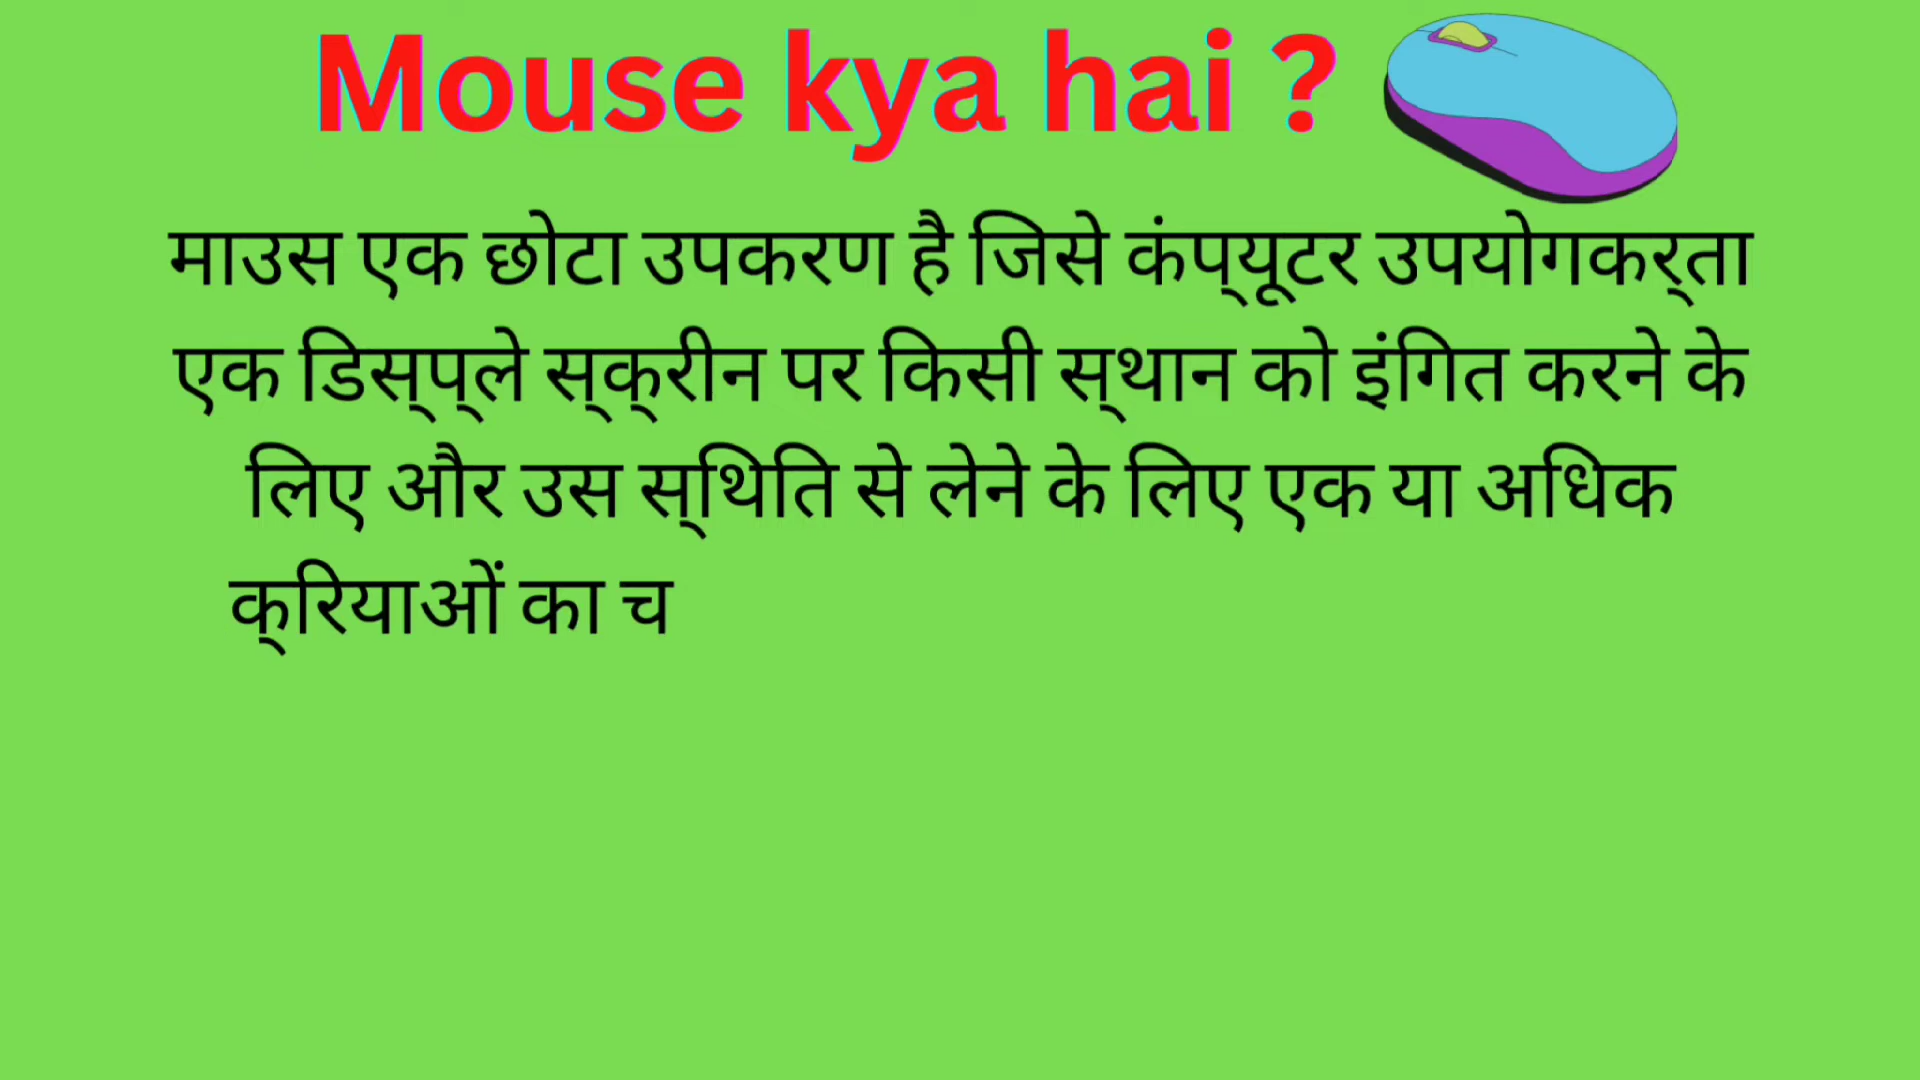 Mouse kya hai ?
माउस एक छोटा उपकरण है जिसे कंप्यूटर उपयोगकर्ता
एक डिस्प्ले स्क्रीन पर किसी स्थान को इंगित करने के
लिए और उस स्थिति से लेने के लिए एक या अधिक
क्रियाओं का च